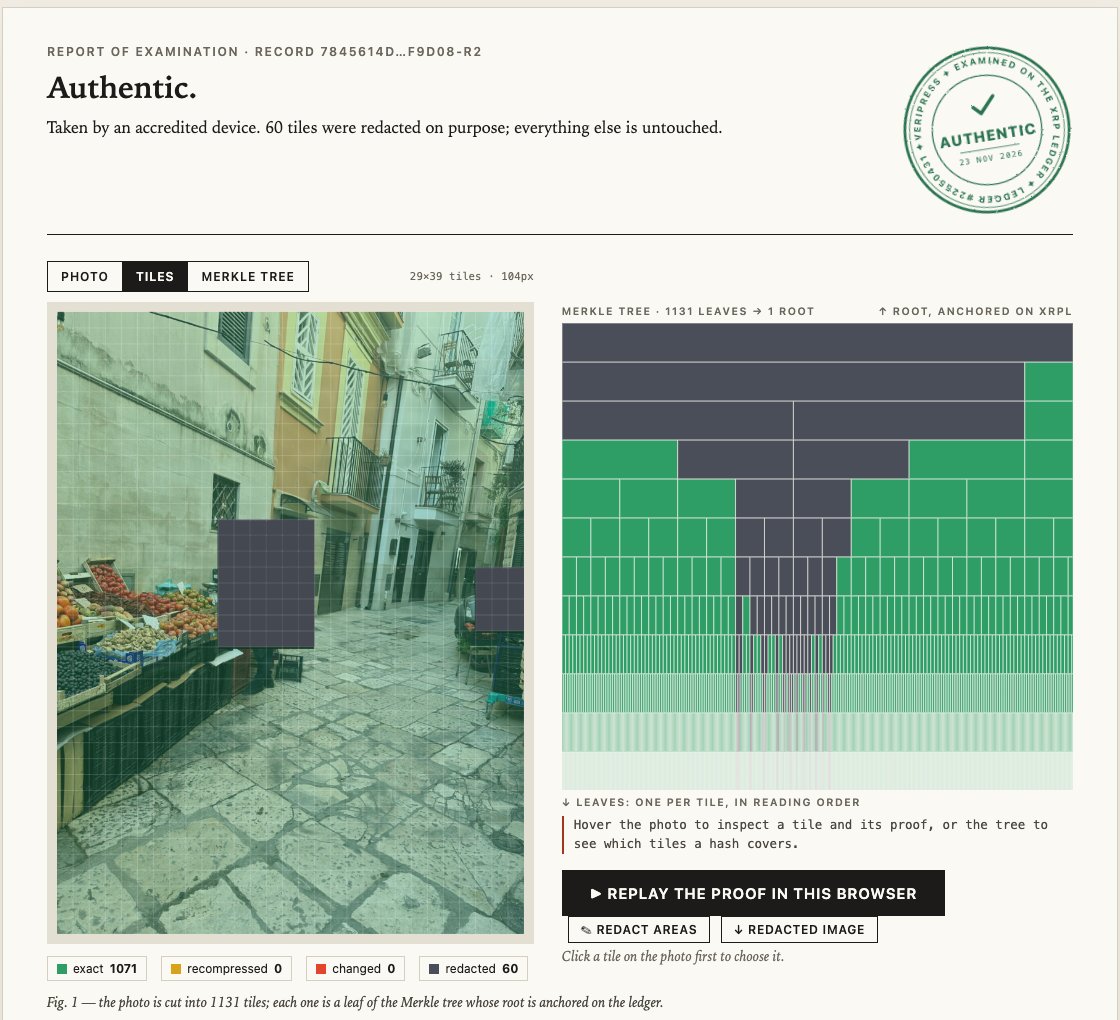 REPORT OF EXAMINATION · RECORD 7845614D…F9D08-R2
Authentic.
Taken by an accredited device. 60 tiles were redacted on purpose; everything else is untouched.
VERIPRESS ✦ EXAMINED ON THE XRP LEDGER ✦ LEDGER #22550431 ✦
AUTHENTIC
23 NOV 2026
PHOTO TILES MERKLE TREE
29×39 tiles · 104px
MERKLE TREE · 1131 LEAVES → 1 ROOT
↑ ROOT, ANCHORED ON XRPL
↓ LEAVES: ONE PER TILE, IN READING ORDER
Hover the photo to inspect a tile and its proof, or the tree to
see which tiles a hash covers.
▶ REPLAY THE PROOF IN THIS BROWSER
✎ REDACT AREAS ↓ REDACTED IMAGE
Click a tile on the photo first to choose it.
exact 1071 recompressed 0 changed 0 redacted 60
Fig. 1 — the photo is cut into 1131 tiles; each one is a leaf of the Merkle tree whose root is anchored on the ledger.